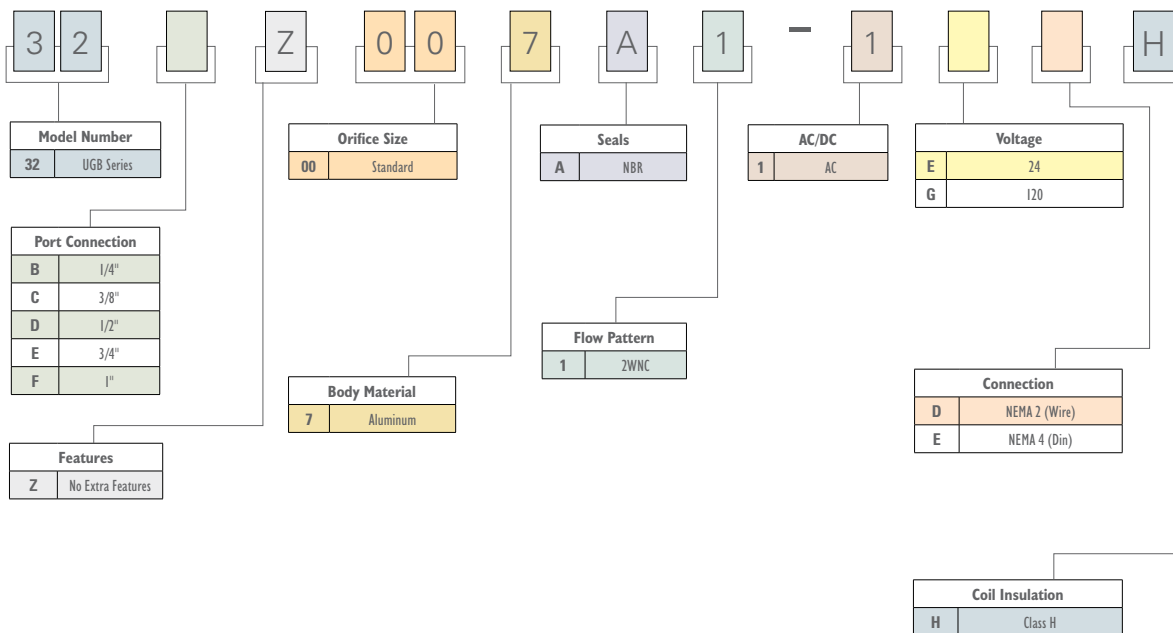 3 2 Z 0 0 7 A 1 – 1 H
Model Number
32 UGB Series
Orifice Size
00 Standard
Seals
A NBR
AC/DC
1 AC
Voltage
E 24
G 120
Port Connection
B 1/4"
C 3/8"
D 1/2"
E 3/4"
F 1"
Flow Pattern
1 2WNC
Body Material
7 Aluminum
Connection
D NEMA 2 (Wire)
E NEMA 4 (Din)
Features
Z No Extra Features
Coil Insulation
H Class H